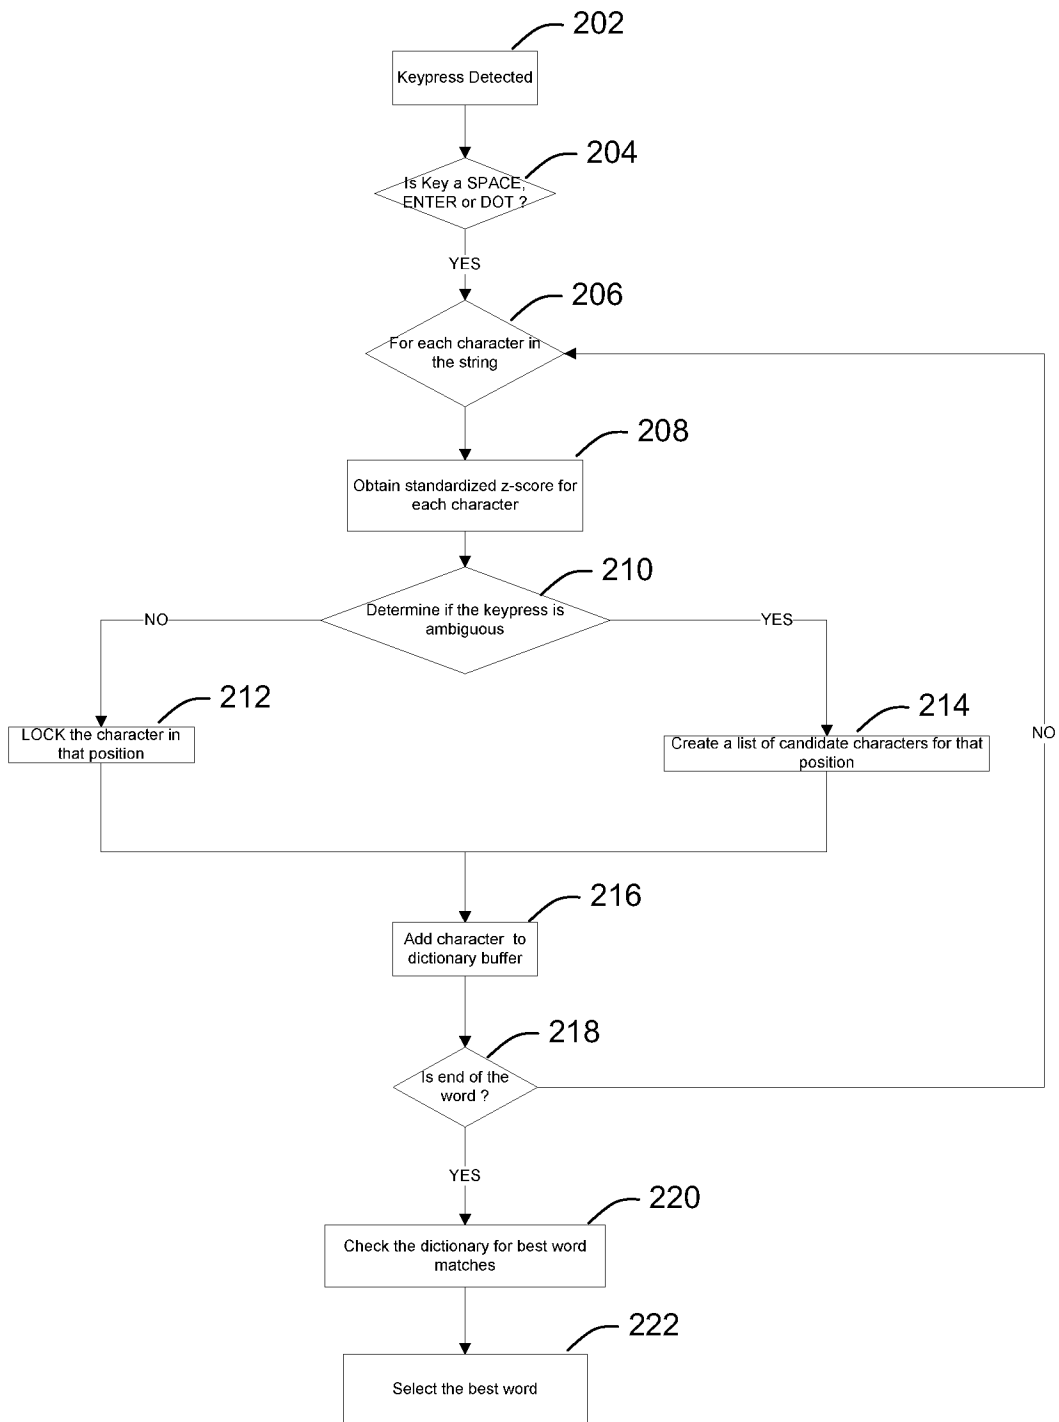 202
Keypress Detected
204
Is Key a SPACE,
ENTER or DOT ?
YES
206
For each character in
the string
208
Obtain standardized z-score for
each character
210
Determine if the keypress is
ambiguous
NO
YES
212
LOCK the character in
that position
214
Create a list of candidate characters for that
position
NO
216
Add character to
dictionary buffer
218
Is end of the
word ?
YES
220
Check the dictionary for best word
matches
222
Select the best word